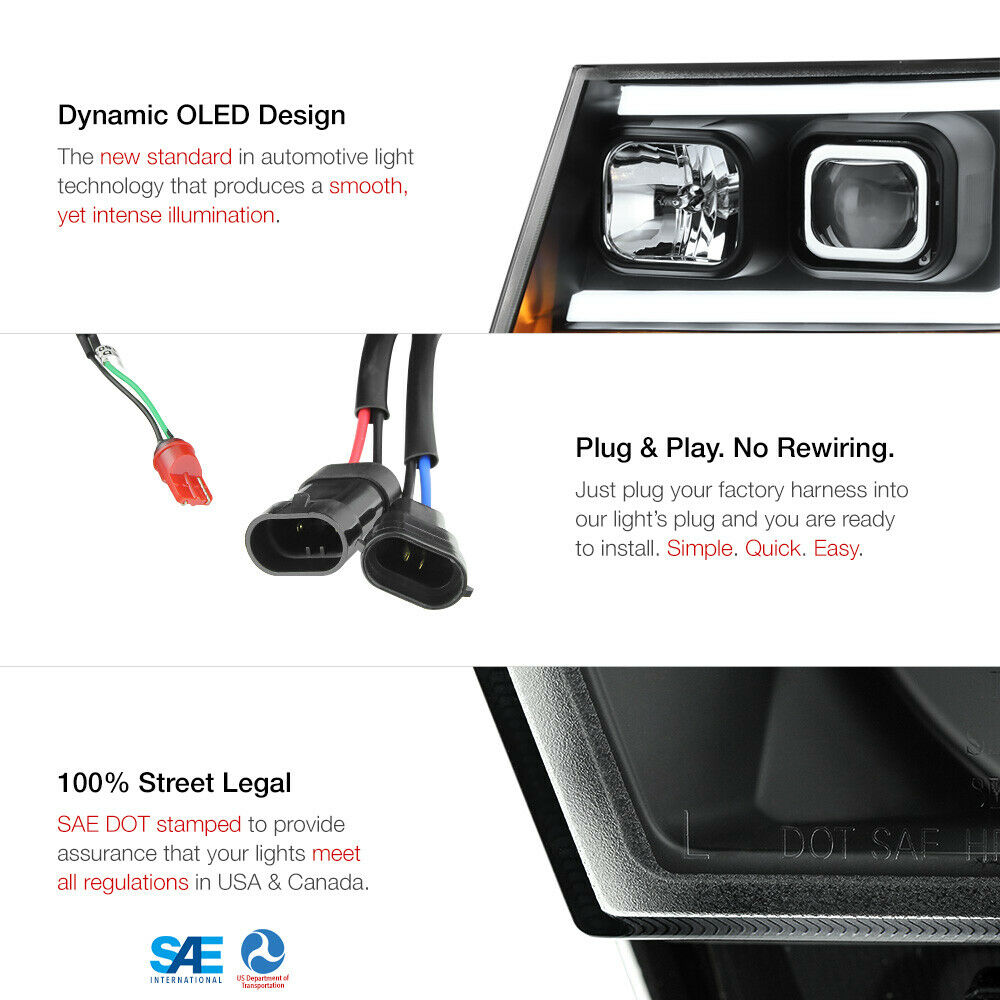 Dynamic OLED Design
The new standard in automotive light
technology that produces a smooth,
yet intense illumination.
Plug & Play. No Rewiring.
Just plug your factory harness into
our light's plug and you are ready
to install. Simple. Quick. Easy.
100% Street Legal
SAE DOT stamped to provide
assurance that your lights meet
all regulations in USA & Canada.
L DOT SAE
SAE
INTERNATIONAL
US Department of
Transportation